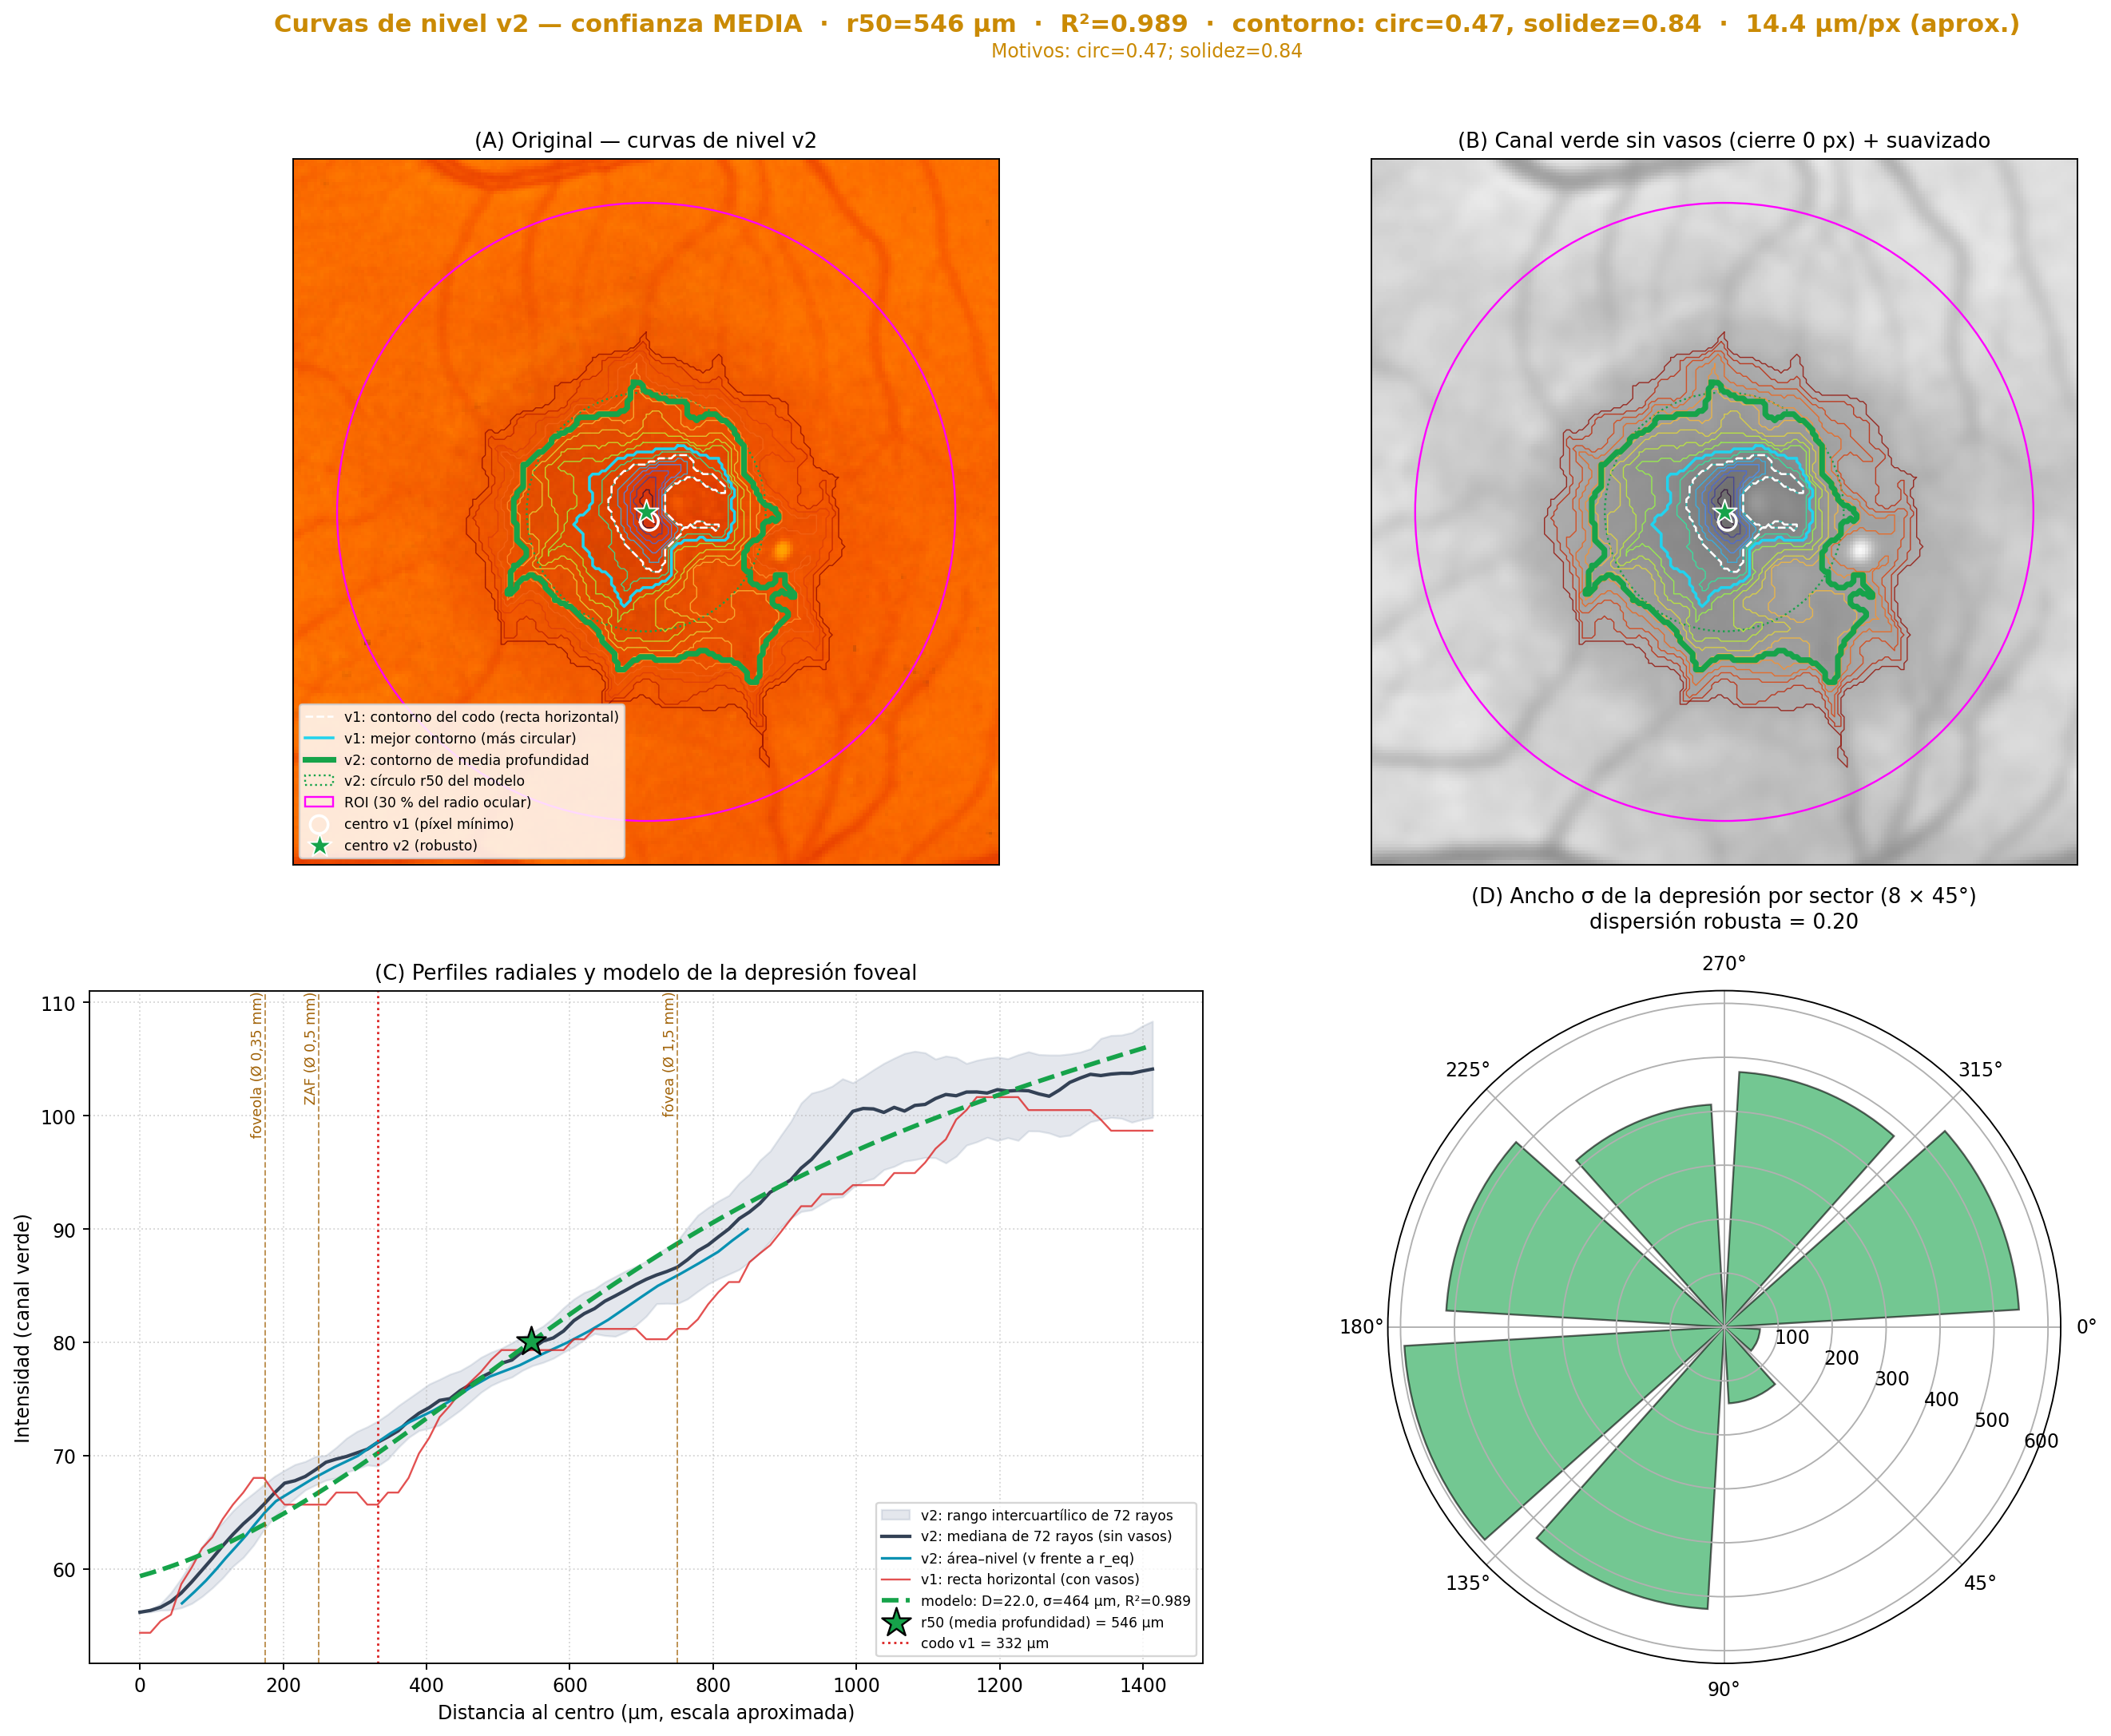 Curvas de nivel v2 — confianza MEDIA · r50=546 µm · R²=0.989 · contorno: circ=0.47, solidez=0.84 · 14.4 µm/px (aprox.)
Motivos: circ=0.47; solidez=0.84
(A) Original — curvas de nivel v2
v1: contorno del codo (recta horizontal)
v1: mejor contorno (más circular)
v2: contorno de media profundidad
v2: círculo r50 del modelo
ROI (30 % del radio ocular)
centro v1 (píxel mínimo)
centro v2 (robusto)
(B) Canal verde sin vasos (cierre 0 px) + suavizado
(C) Perfiles radiales y modelo de la depresión foveal
Intensidad (canal verde)
110
100
90
80
70
60
foveola (Ø 0,35 mm)
ZAF (Ø 0,5 mm)
fóvea (Ø 1,5 mm)
v2: rango intercuartílico de 72 rayos
v2: mediana de 72 rayos (sin vasos)
v2: área–nivel (v frente a r_eq)
v1: recta horizontal (con vasos)
modelo: D=22.0, σ=464 µm, R²=0.989
r50 (media profundidad) = 546 µm
codo v1 = 332 µm
0 200 400 600 800 1000 1200 1400
Distancia al centro (µm, escala aproximada)
(D) Ancho σ de la depresión por sector (8 × 45°)
dispersión robusta = 0.20
270°
225° 315°
180° 0°
100
200
300
400
500
600
135° 45°
90°